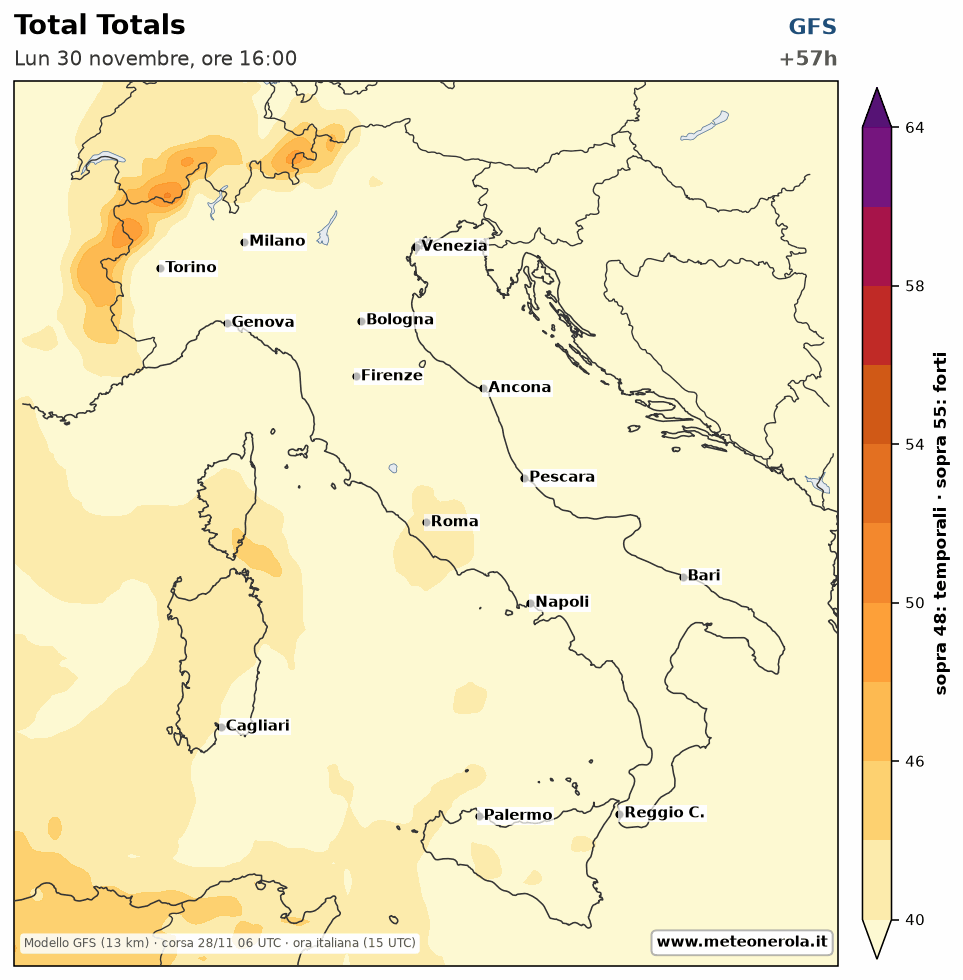 Total Totals
GFS
Lun 30 novembre, ore 16:00
+57h
64
58
54
50
46
40
sopra 48: temporali · sopra 55: forti
Milano
Venezia
Torino
Genova
Bologna
Firenze
Ancona
Pescara
Roma
Bari
Napoli
Cagliari
Palermo
Reggio C.
Modello GFS (13 km) · corsa 28/11 06 UTC · ora italiana (15 UTC)
www.meteonerola.it